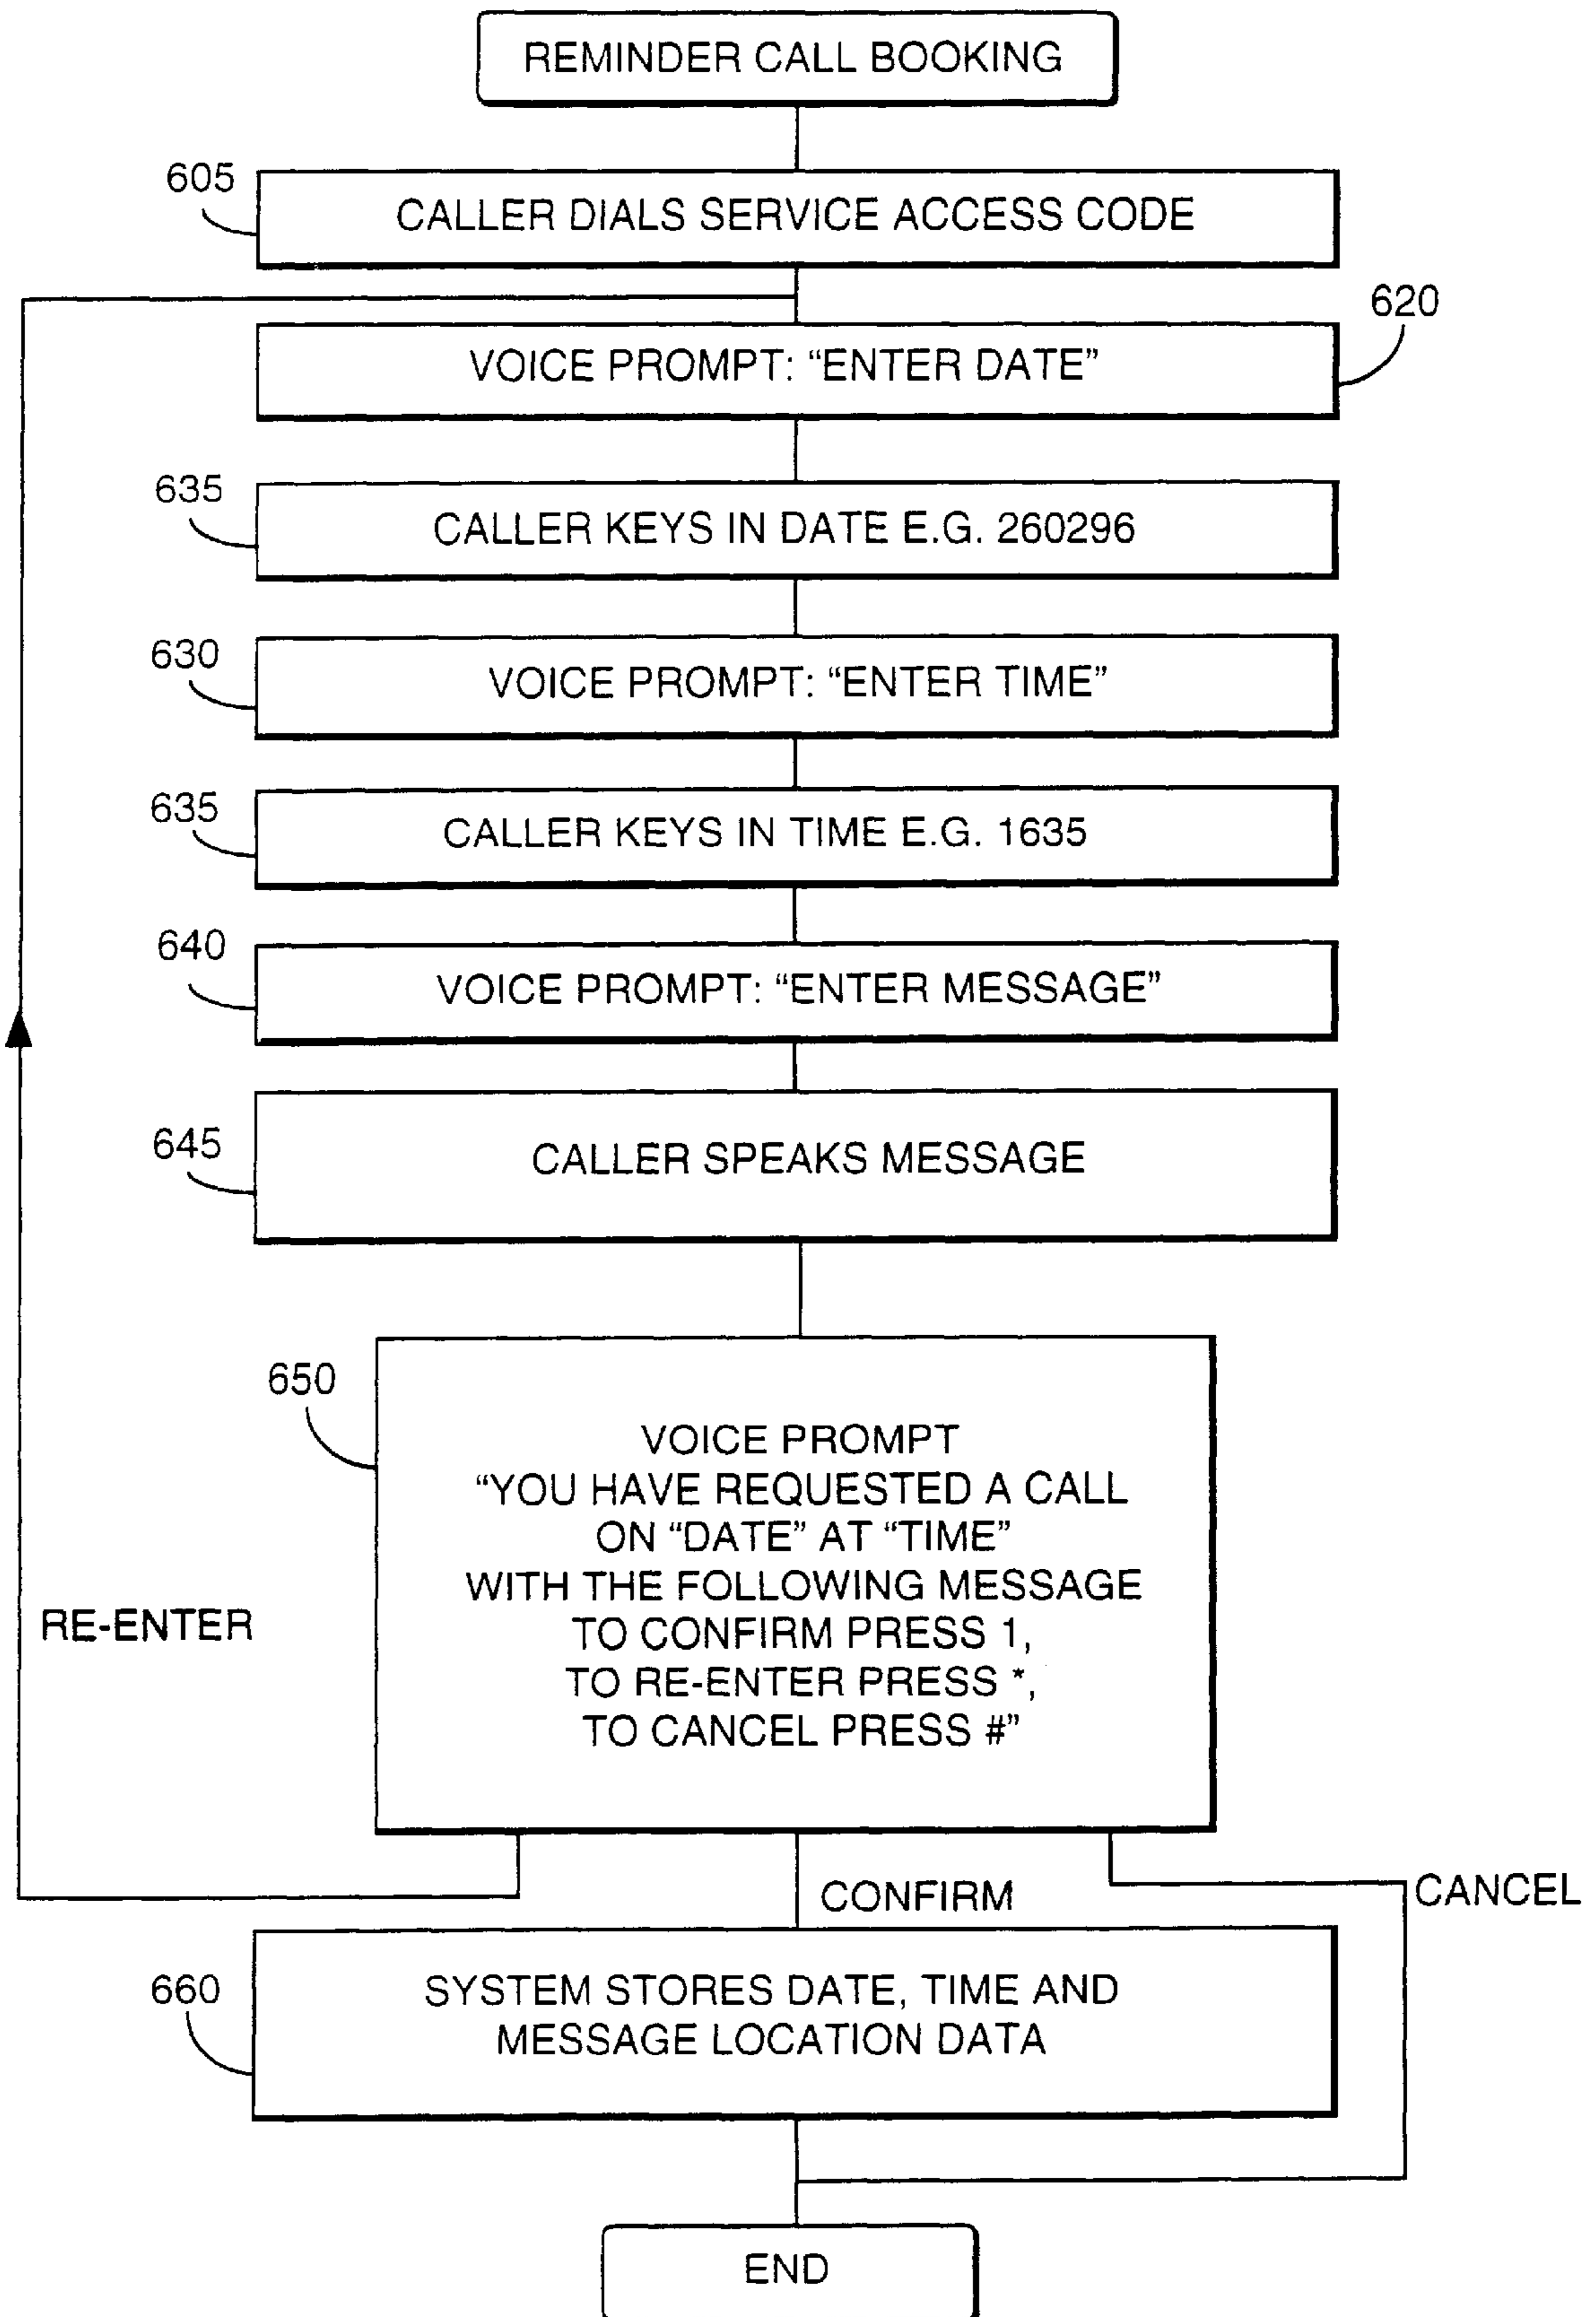 REMINDER CALL BOOKING
605
CALLER DIALS SERVICE ACCESS CODE
620
VOICE PROMPT: “ENTER DATE”
635
CALLER KEYS IN DATE E.G. 260296
630
VOICE PROMPT: “ENTER TIME”
635
CALLER KEYS IN TIME E.G. 1635
640
VOICE PROMPT: “ENTER MESSAGE”
645
CALLER SPEAKS MESSAGE
650
VOICE PROMPT
“YOU HAVE REQUESTED A CALL
ON “DATE” AT “TIME”
WITH THE FOLLOWING MESSAGE
TO CONFIRM PRESS 1,
TO RE-ENTER PRESS *,
TO CANCEL PRESS #”
RE-ENTER
CONFIRM
CANCEL
660
SYSTEM STORES DATE, TIME AND
MESSAGE LOCATION DATA
END